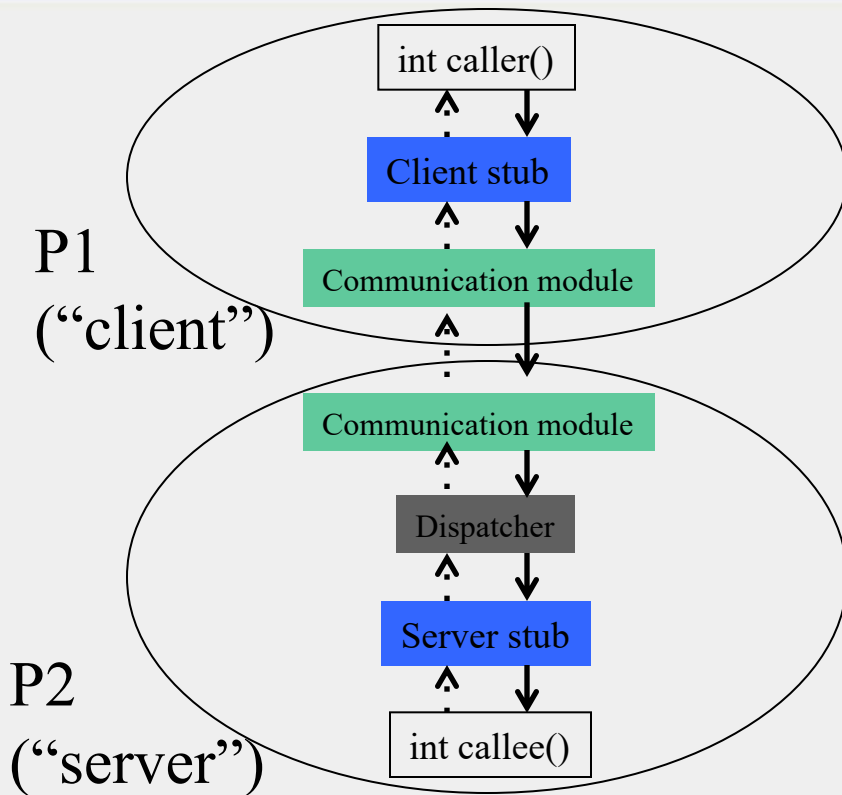 int caller()
Client stub
P1
(“client”)
Communication module
Communication module
Dispatcher
Server stub
P2
(“server”)
int callee()